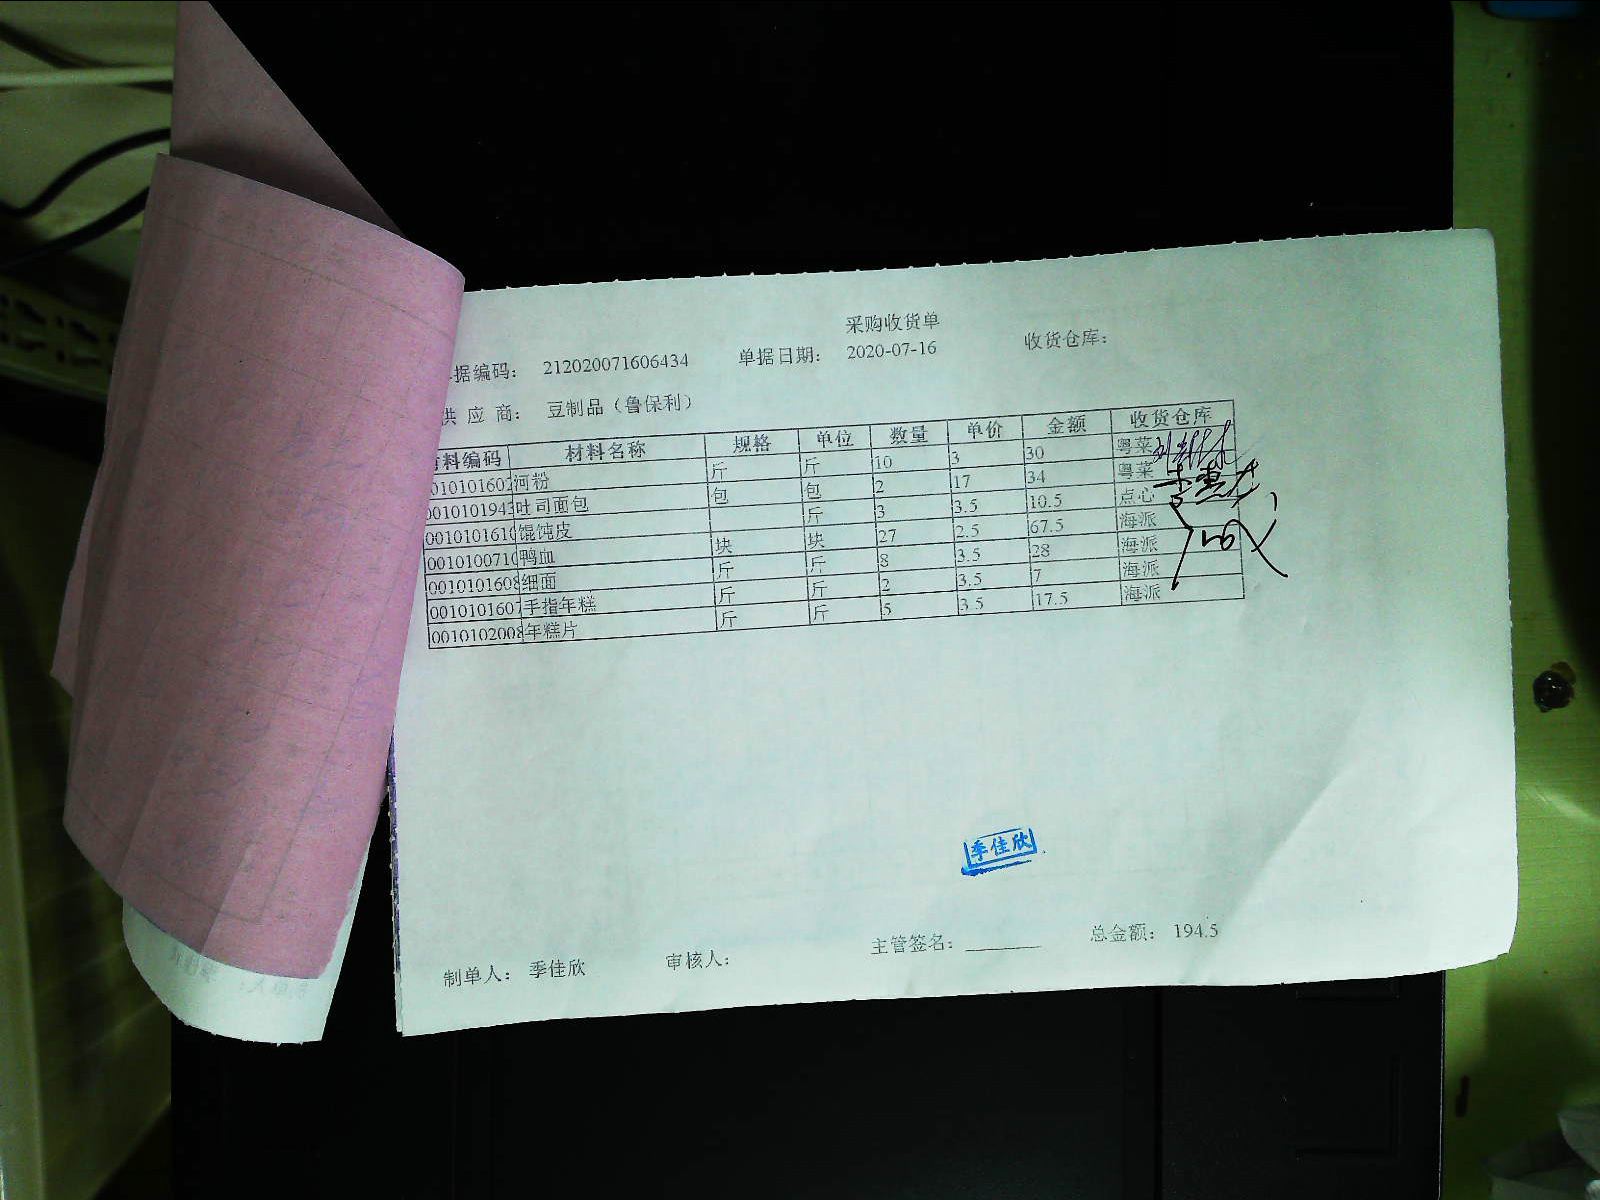 采购收货单
据编码： 212020071606434 单据日期： 2020-07-16 收货仓库：
供 应 商： 豆制品（鲁保利）
材料编码 材料名称 规格 单位 数量 单价 金额 收货仓库
0010101602 河粉 斤 斤 10 3 30 粤菜
0010101943 吐司面包 包 包 2 17 34 粤菜
0010101610 馄饨皮 斤 3 3.5 10.5 点心
0010100710 鸭血 块 块 27 2.5 67.5 海派
0010101608 细面 斤 斤 8 3.5 28 海派
0010101607 手指年糕 斤 斤 2 3.5 7 海派
0010102008 年糕片 斤 斤 5 3.5 17.5 海派
季佳欣
制单人： 季佳欣 审核人： 主管签名： 总金额： 194.5